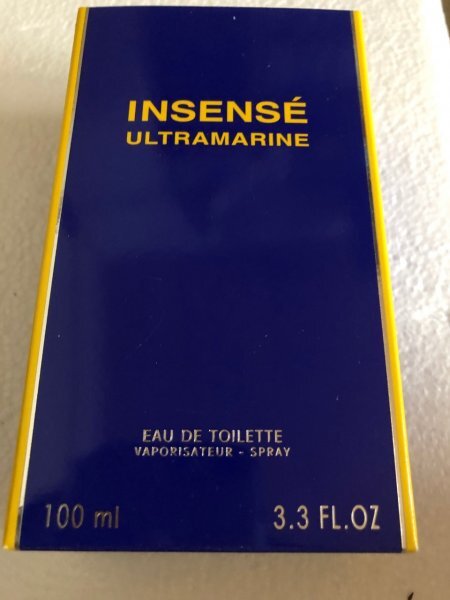 INSENSÉ
ULTRAMARINE
EAU DE TOILETTE
VAPORISATEUR - SPRAY
100 ml 3.3 FL.OZ